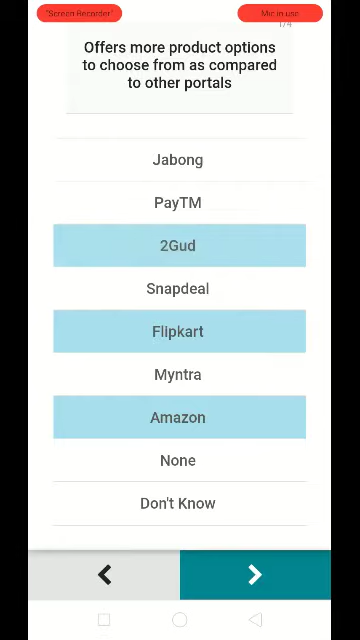 "Screen Recorder"
Mic in use
1/4
Offers more product options
to choose from as compared
to other portals
Jabong
PayTM
2Gud
Snapdeal
Flipkart
Myntra
Amazon
None
Don't Know